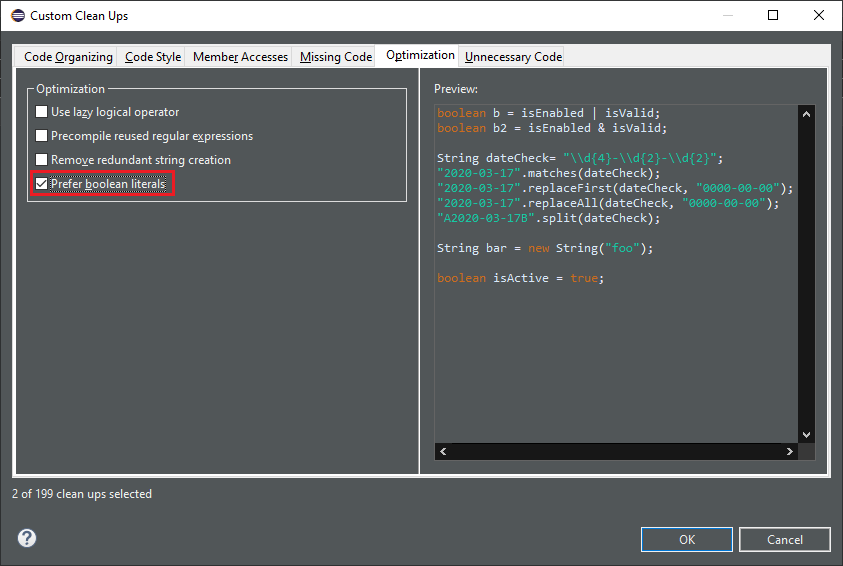 Custom Clean Ups
Code Organizing
Code Style
Member Accesses
Missing Code
Optimization
Unnecessary Code
Optimization
Use lazy logical operator
Precompile reused regular expressions
Remove redundant string creation
Prefer boolean literals
Preview:
boolean b = isEnabled | isValid;
boolean b2 = isEnabled & isValid;
String dateCheck= "\\d{4}-\\d{2}-\\d{2}";
"2020-03-17".matches(dateCheck);
"2020-03-17".replaceFirst(dateCheck, "0000-00-00");
"2020-03-17".replaceAll(dateCheck, "0000-00-00");
"A2020-03-17B".split(dateCheck);
String bar = new String("foo");
boolean isActive = true;
2 of 199 clean ups selected
?
OK
Cancel